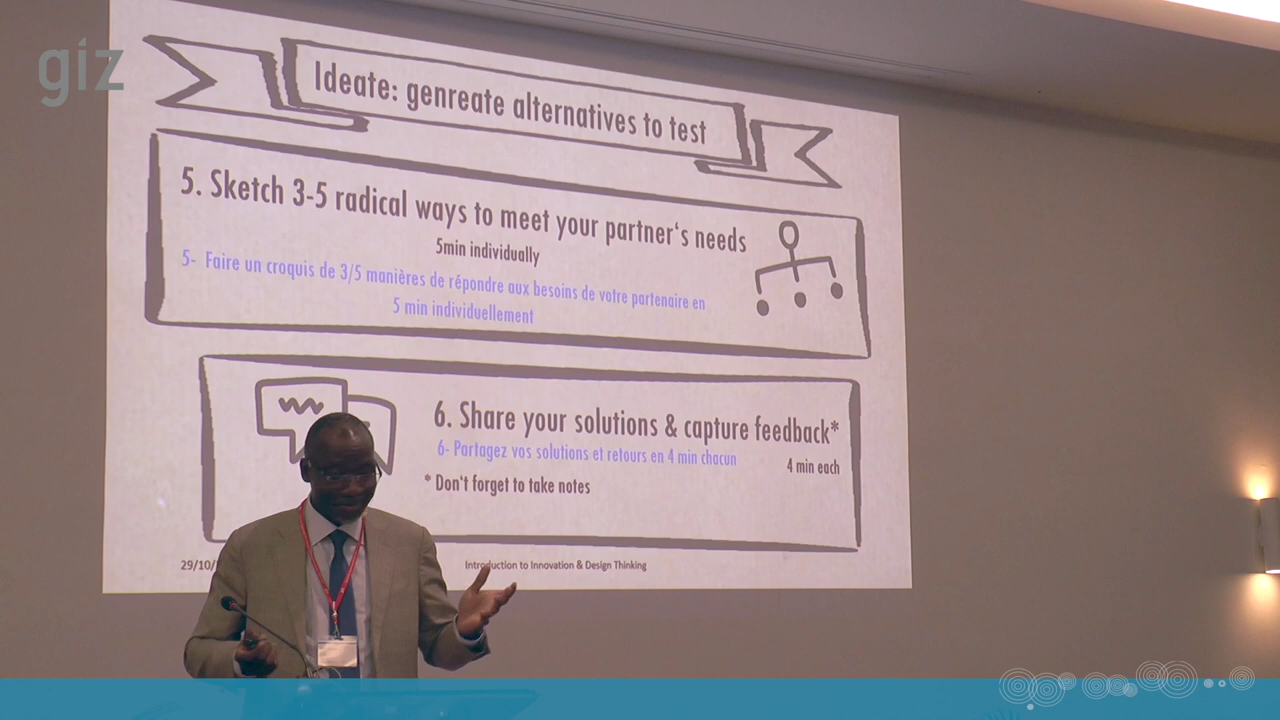 giz
Ideate: genreate alternatives to test
5. Sketch 3-5 radical ways to meet your partner's needs
5min individually
5- Faire un croquis de 3/5 manières de répondre aux besoins de votre partenaire en
5 min individuellement
6. Share your solutions & capture feedback*
6- Partagez vos solutions et retours en 4 min chacun
4 min each
* Don't forget to take notes
29/10/
Introduction to Innovation & Design Thinking